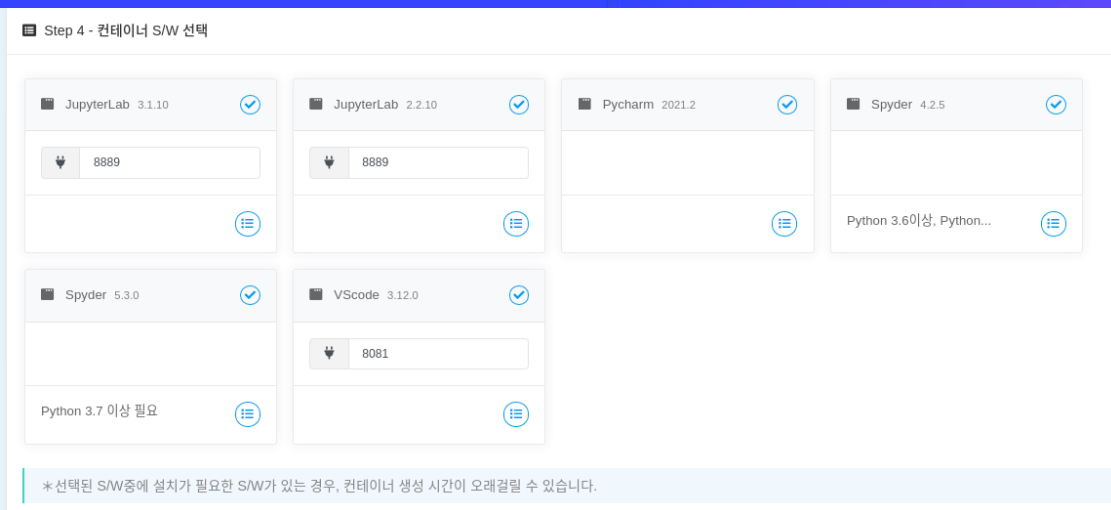 Step 4 - 컨테이너 S/W 선택
JupyterLab 3.1.10
8889
JupyterLab 2.2.10
8889
Pycharm 2021.2
Spyder 4.2.5
Python 3.6이상, Python...
Spyder 5.3.0
Python 3.7 이상 필요
VScode 3.12.0
8081
＊선택된 S/W중에 설치가 필요한 S/W가 있는 경우, 컨테이너 생성 시간이 오래걸릴 수 있습니다.